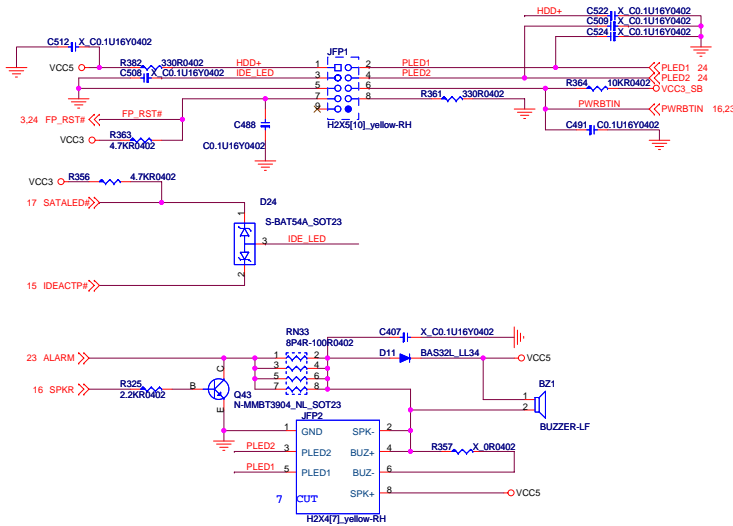 HDD+ C522 X_C0.1U16Y0402
C509 X_C0.1U16Y0402
C524 X_C0.1U16Y0402
C512 X_C0.1U16Y0402
JFP1
VCC5 R382 330R0402 HDD+ 1 2 PLED1 PLED1 24
C508 X_C0.1U16Y0402 IDE_LED 3 4 PLED2 PLED2 24
5 6 R364 10KR0402 VCC3_SB
7 8 R361 330R0402
9
PWRBTIN PWRBTIN 16,23
3,24 FP_RST# FP_RST#
C488
C0.1U16Y0402
H2X5[10]_yellow-RH
C491 C0.1U16Y0402
VCC3 R363
4.7KR0402
VCC3 R356 4.7KR0402
17 SATALED#
D24
1
S-BAT54A_SOT23
3 IDE_LED
2
15 IDEACTP#
RN33
8P4R-100R0402
C407 X_C0.1U16Y0402
23 ALARM
1 2
3 4
5 6
7 8
D11 BAS32L_LL34
VCC5
16 SPKR R325
2.2KR0402
B C E
Q43
N-MMBT3904_NL_SOT23
BZ1
1
2
BUZZER-LF
JFP2
1 GND SPK- 2
PLED2 3 PLED2 BUZ+ 4
R357 X_0R0402
PLED1 5 PLED1 BUZ- 6
7 CUT SPK+ 8 VCC5
H2X4[7]_yellow-RH